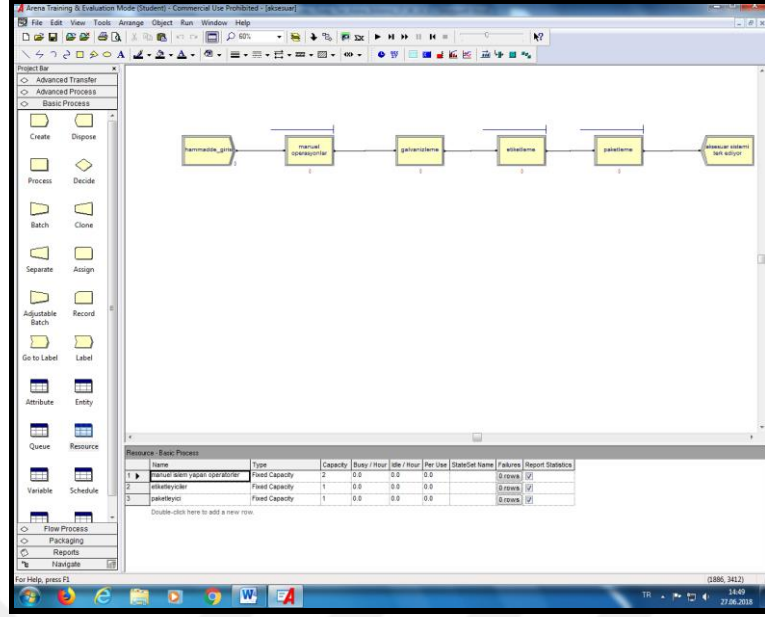 Arena Training & Evaluation Mode (Student) - Commercial Use Prohibited - [aksesuar]
File Edit View Tools Arrange Object Run Window Help
60%
Project Bar
Advanced Transfer
Advanced Process
Basic Process
Create Dispose
Process Decide
Batch Clone
Separate Assign
Adjustable Batch Record
Go to Label Label
Attribute Entity
Queue Resource
Variable Schedule
Flow Process
Packaging
Reports
Navigate
manuel operasyonlar
galvanizleme
etiketleme
paketleme
aksesuar sistemi terk ediyor
0 0 0 0 0
Resource - Basic Process
Name Type Capacity Busy / Hour Idle / Hour Per Use StateSet Name Failures Report Statistics
1 manuel islem yapan operatorler Fixed Capacity 2 0.0 0.0 0.0 0 rows
2 etiketleyiciler Fixed Capacity 1 0.0 0.0 0.0 0 rows
3 paketleyici Fixed Capacity 1 0.0 0.0 0.0 0 rows
Double-click here to add a new row.
For Help, press F1
(1886, 3412)
TR
14:49
27.06.2018